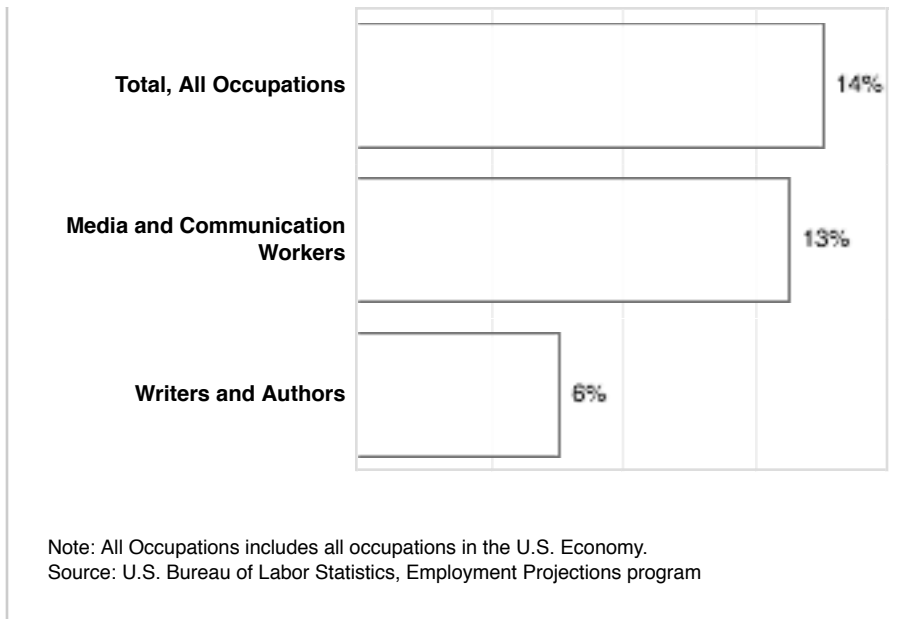 Total, All Occupations
14%
Media and Communication
Workers
13%
Writers and Authors
6%
Note: All Occupations includes all occupations in the U.S. Economy.
Source: U.S. Bureau of Labor Statistics, Employment Projections program